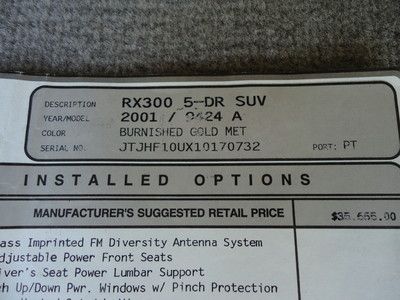 DESCRIPTION RX300 5-DR SUV
YEAR/MODEL 2001 / 9424 A
COLOR BURNISHED GOLD MET
SERIAL NO. JTJHF10UX10170732 PORT: PT
INSTALLED OPTIONS
MANUFACTURER'S SUGGESTED RETAIL PRICE
ass Imprinted FM Diversity Antenna System
djustable Power Front Seats
iver's Seat Power Lumbar Support
ch Up/Down Pwr. Windows w/ Pinch Protection